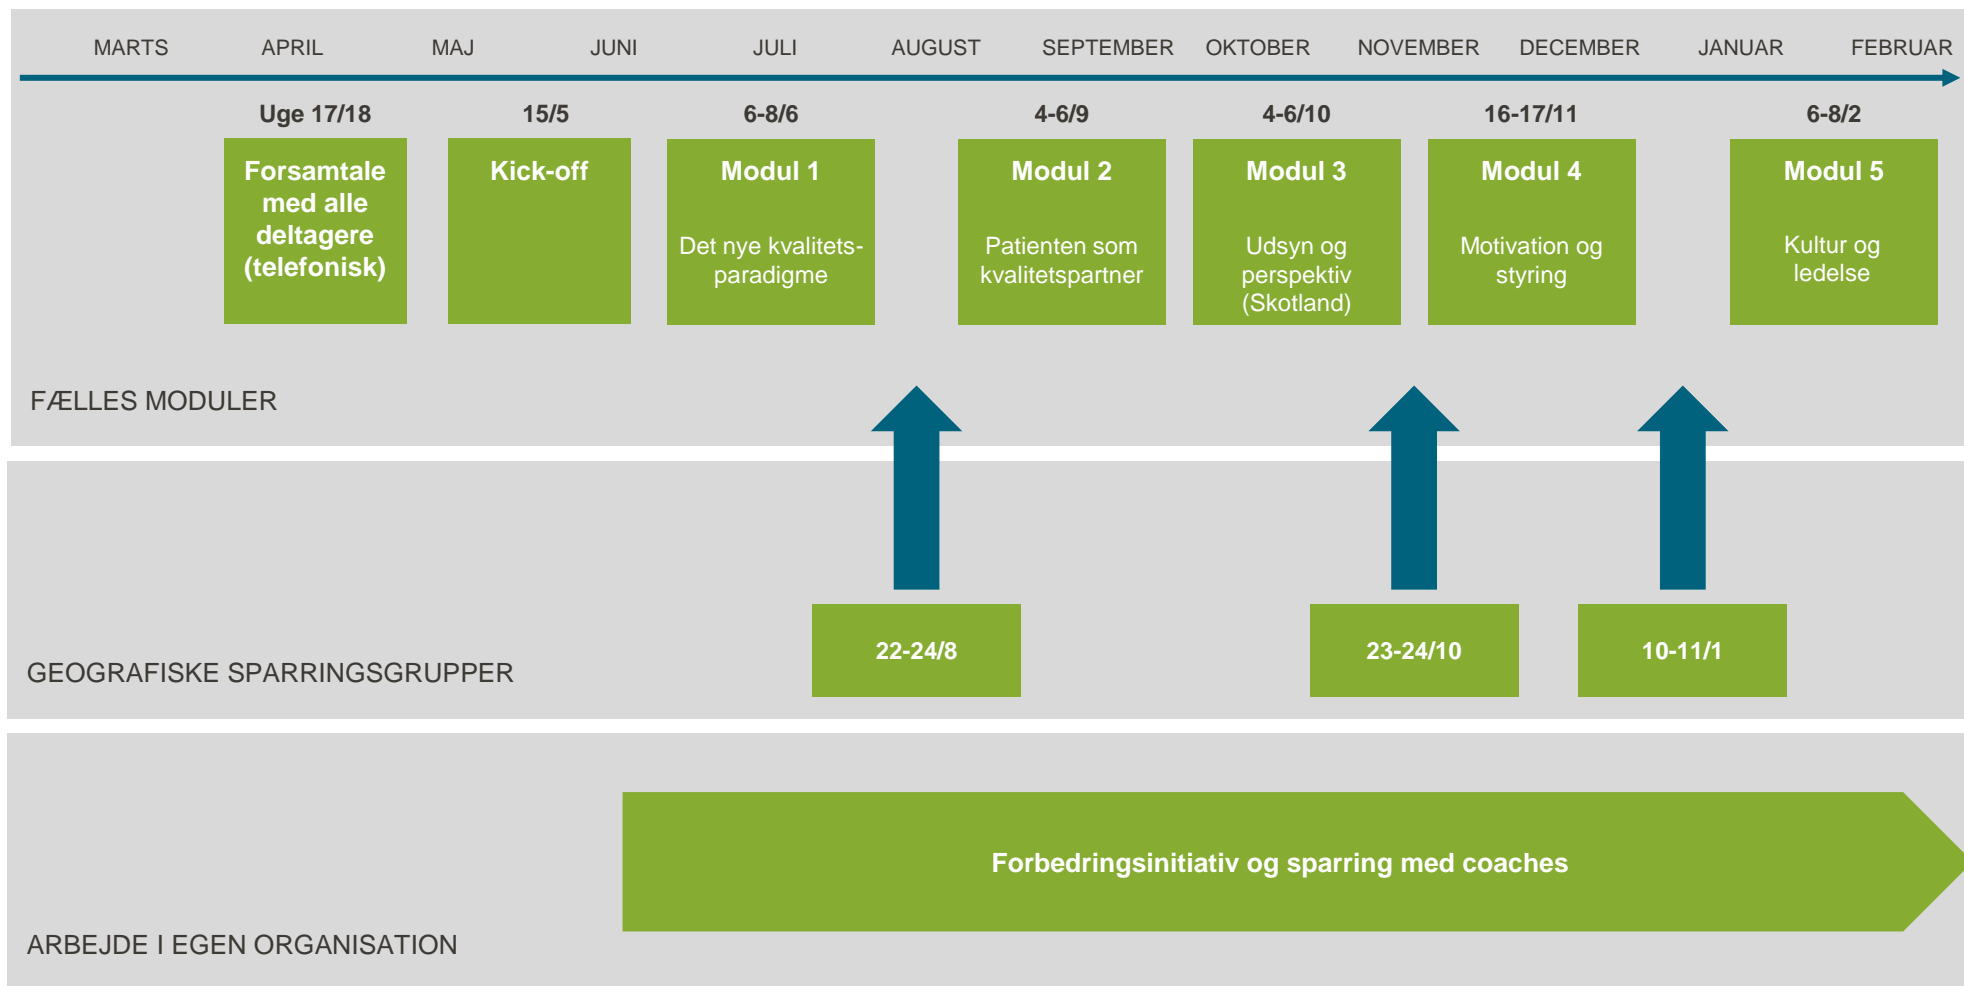 MARTS APRIL MAJ JUNI JULI AUGUST SEPTEMBER OKTOBER NOVEMBER DECEMBER JANUAR FEBRUAR
Uge 17/18
Forsamtale
med alle
deltagere
(telefonisk)
15/5
Kick-off
6-8/6
Modul 1
Det nye kvalitets-
paradigme
4-6/9
Modul 2
Patienten som
kvalitetspartner
4-6/10
Modul 3
Udsyn og
perspektiv
(Skotland)
16-17/11
Modul 4
Motivation og
styring
6-8/2
Modul 5
Kultur og
ledelse
FÆLLES MODULER
22-24/8
23-24/10
10-11/1
GEOGRAFISKE SPARRINGSGRUPPER
Forbedringsinitiativ og sparring med coaches
ARBEJDE I EGEN ORGANISATION